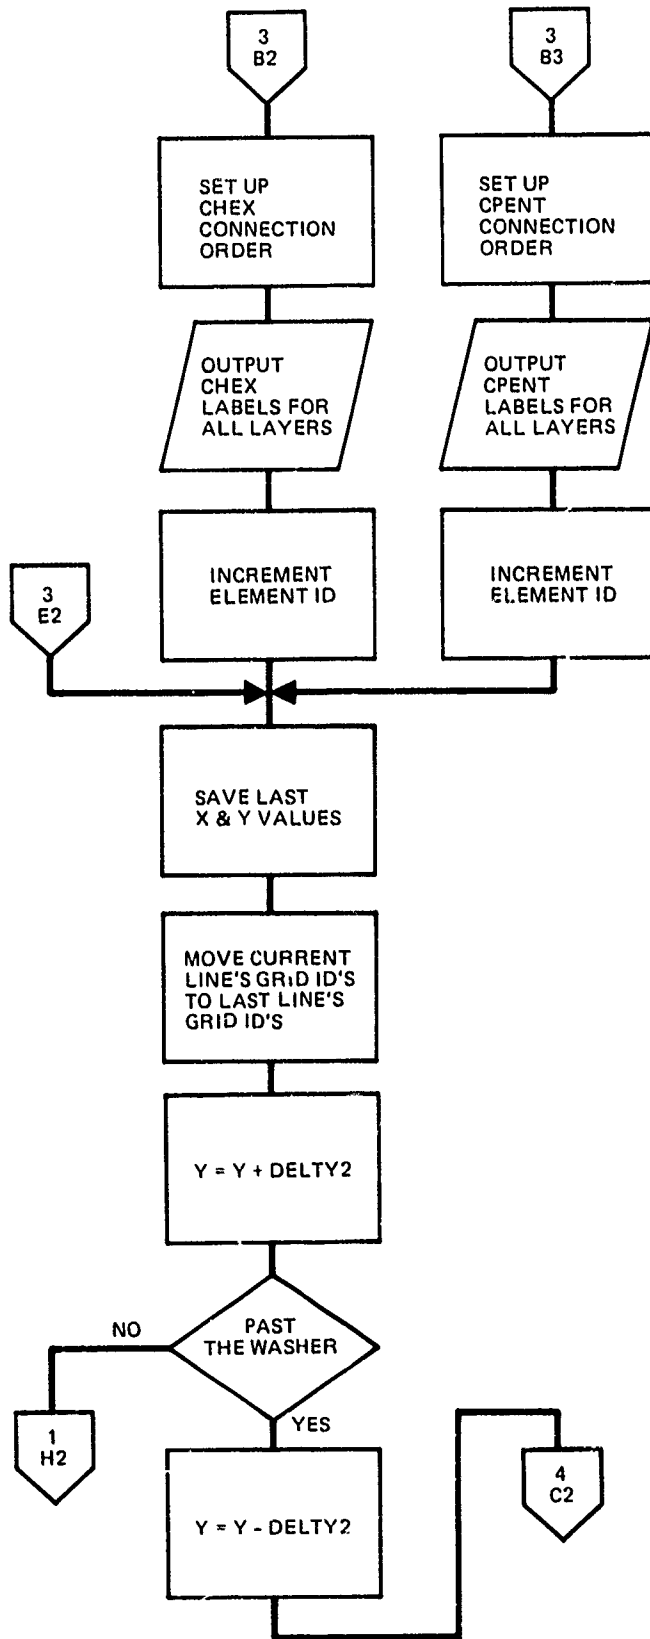 3
B2
3
B3
SET UP
CHEX
CONNECTION
ORDER
SET UP
CPENT
CONNECTION
ORDER
OUTPUT
CHEX
LABELS FOR
ALL LAYERS
OUTPUT
CPENT
LABELS FOR
ALL LAYERS
INCREMENT
ELEMENT ID
INCREMENT
ELEMENT ID
3
E2
SAVE LAST
X & Y VALUES
MOVE CURRENT
LINE'S GRID ID'S
TO LAST LINE'S
GRID ID'S
Y = Y + DELTY2
PAST
THE WASHER
NO
YES
1
H2
Y = Y - DELTY2
4
C2